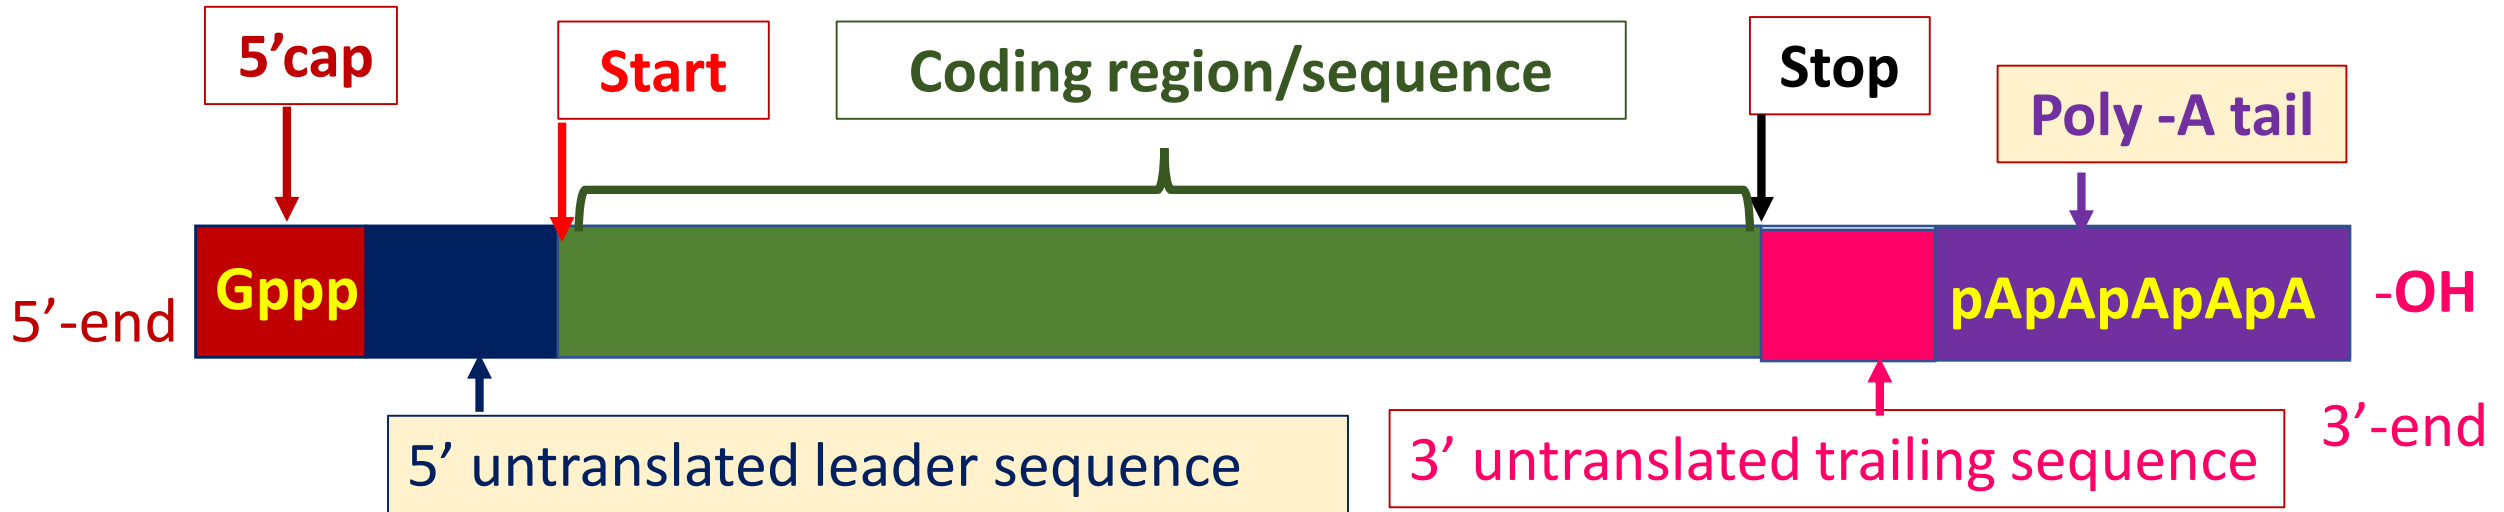 5’cap
Start
Coding region/sequence
Stop
Poly -A tail
5’-end
Gppp
pApApApApA
-OH
3’-end
5’ untranslated leader sequence
3’ untranslated trailing sequence